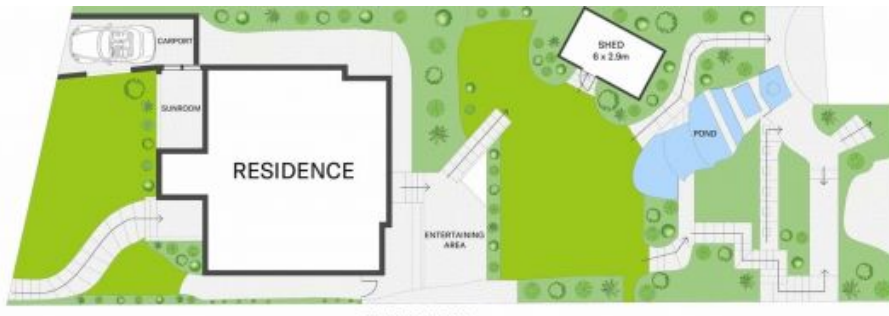 CARPORT
SUNROOM
RESIDENCE
ENTERTAINING
AREA
SHED
6 x 2.9m
POND